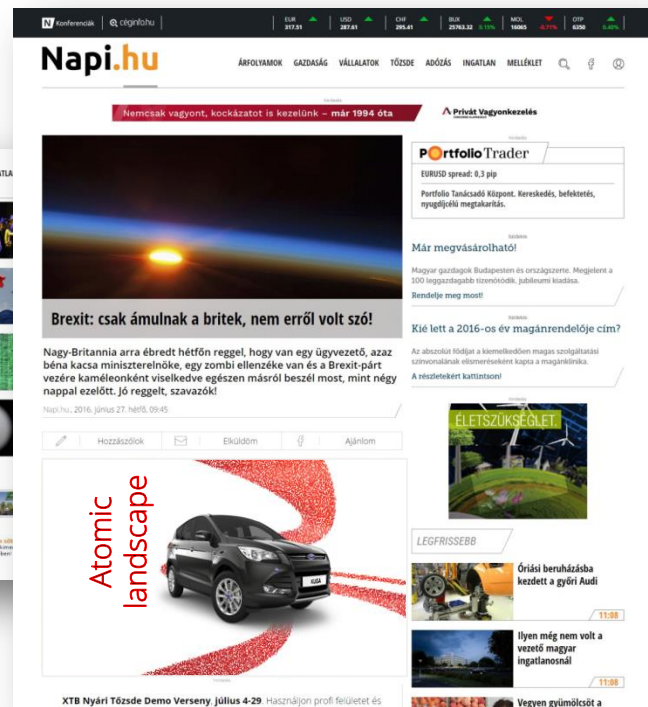 Konferenciák
céginfo.hu
EUR
317.51
USD
287.61
CHF
295.41
BUX
25763.32 0.13%
MOL
16065 -0.77%
OTP
6350 0.40%
Napi.hu
ÁRFOLYAMOK GAZDASÁG VÁLLALATOK TŐZSDE ADÓZÁS INGATLAN MELLÉKLET
Nemcsak vagyont, kockázatot is kezelünk – már 1994 óta
Privát Vagyonkezelés
Brexit: csak ámulnak a britek, nem erről volt szó!
Nagy-Britannia arra ébredt hétfőn reggel, hogy van egy ügyvezető, azaz
béna kacsa miniszterelnöke, egy zombi ellenzéke van és a Brexit-párt
vezére kaméleonként viselkedve egészen másról beszél most, mint négy
nappal ezelőtt. Jó reggelt, szavazók!
Napi.hu, 2016. június 27. hétfő, 09:45
Hozzászólok
Elküldöm
Ajánlom
Atomic
landscape
KUGA
XTB Nyári Tőzsde Demo Verseny, július 4-29. Használjon profi felületet és
Portfolio Trader
EURUSD spread: 0,3 pip
Portfolio Tanácsadó Központ. Kereskedés, befektetés,
nyugdíjcélú megtakarítás.
Már megvásárolható!
Magyar gazdagok Budapesten és országszerte. Megjelent a
100 leggazdagabb tizenötödik, jubileumi kiadása.
Rendelje meg most!
Kié lett a 2016-os év magánrendelője cím?
Az abszolút fődíjat a kiemelkedően magas szolgáltatási
színvonalának elismeréseként kapta a magánklinika.
A részletekért kattintson!
ÉLETSZÜKSÉGLET.
LEGFRISSEBB
Óriási beruházásba
kezdett a győri Audi
11:08
Ilyen még nem volt a
vezető magyar
ingatlanosnál
11:08
Vegyen gyümölcsöt a